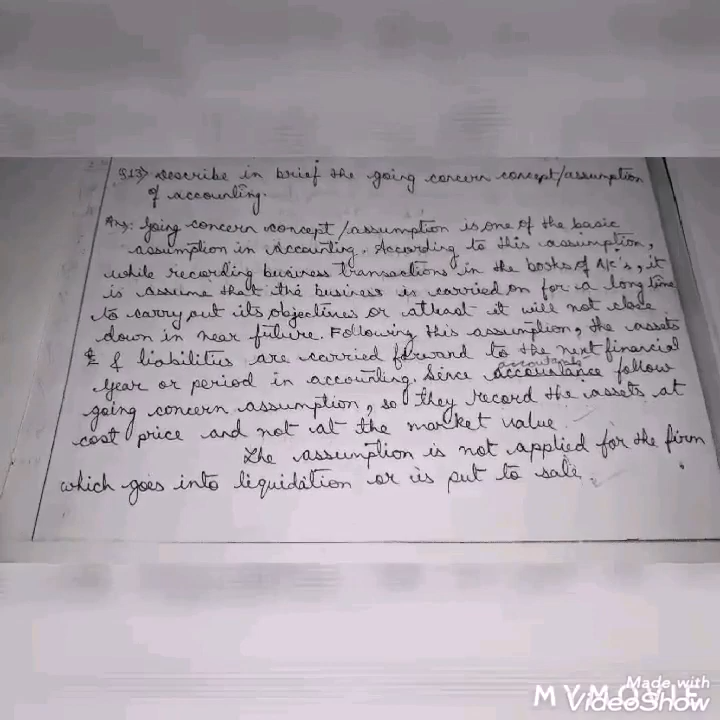 Q13> Describe in brief the going concern concept/assumption
of accounting.
Ans: Going concern concept/assumption is one of the basic
assumption in Accounting. According to this assumption,
while recording business transactions in the books of A/c's, it
is assume that the business is carried on for a long time
to carry out its objectives or atleast it will not close
down in near future. Following this assumption, the assets
& liabilities are carried forward to the next financial
year or period in accounting. Since accountants follow
going concern assumption, so they record the assets at
cost price and not at the market value.
The assumption is not applied for the firm
which goes into liquidation or is put to sale.
Made with
MY MOVIE
VideoShow